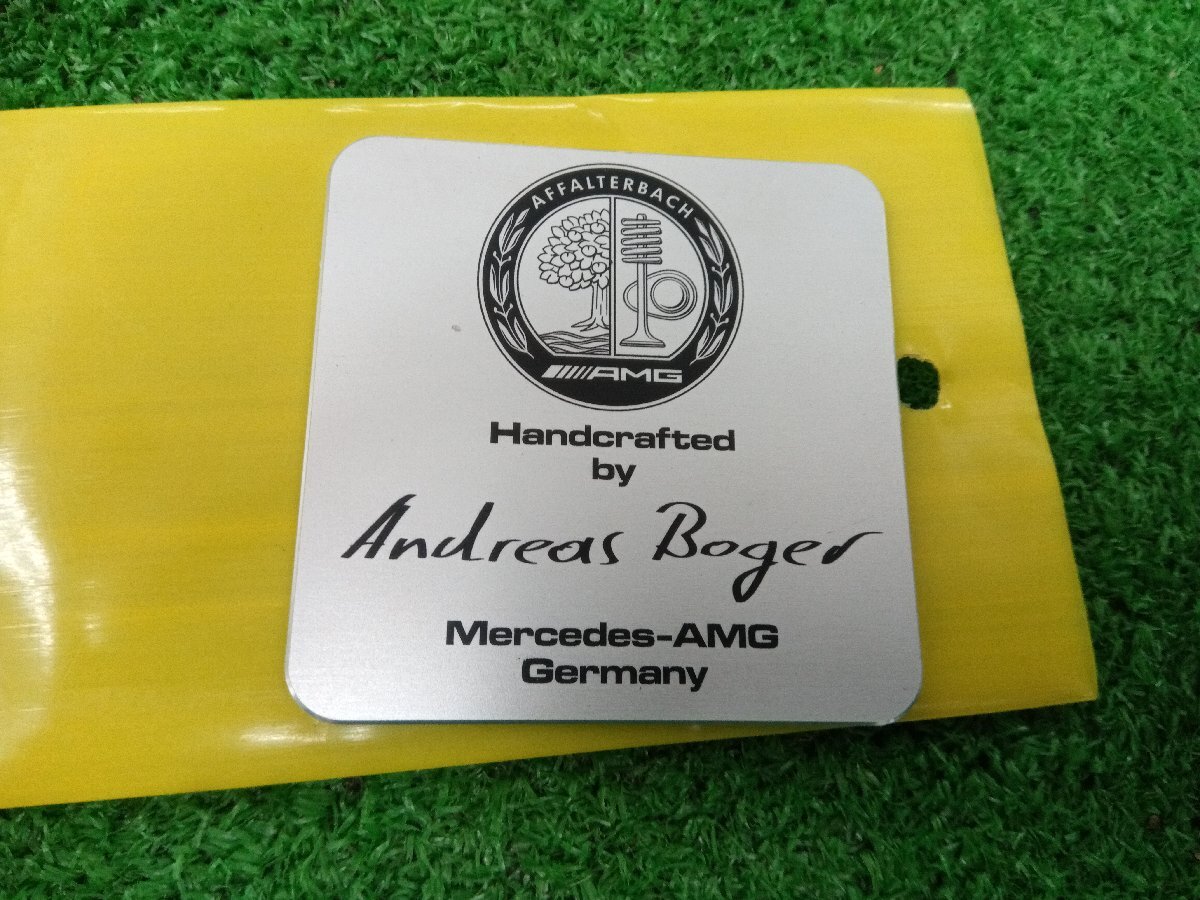 AFFALTERBACH
AMG
Handcrafted
by
Andreas Boger
Mercedes-AMG
Germany